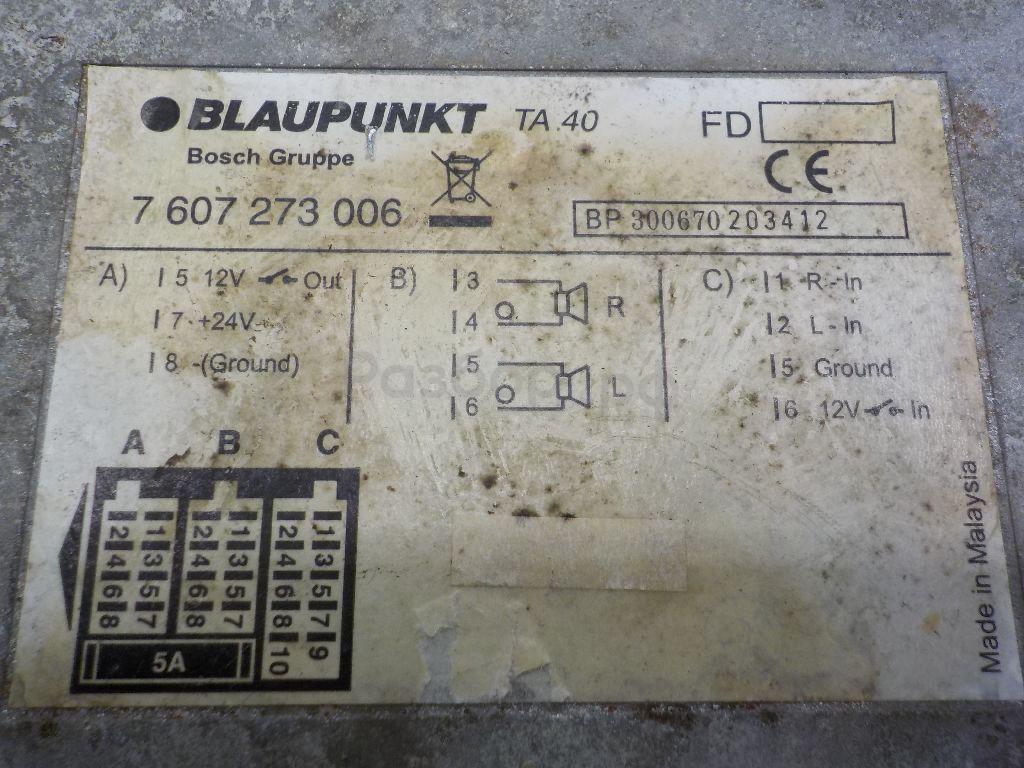 BLAUPUNKT TA 40 FD
Bosch Gruppe
CE
7 607 273 006
BP 300670 203412
A) 5 12V Out
7 +24V
8 -(Ground)
B) 3
4
R
5
6
L
C) 1 R - In
2 L - In
5 Ground
6 12V In
A B C
2 1 2 1 2 1
4 3 4 3 4 3
6 5 6 5 6 5
8 7 8 7 8 7
10 9
5A
Made in Malaysia